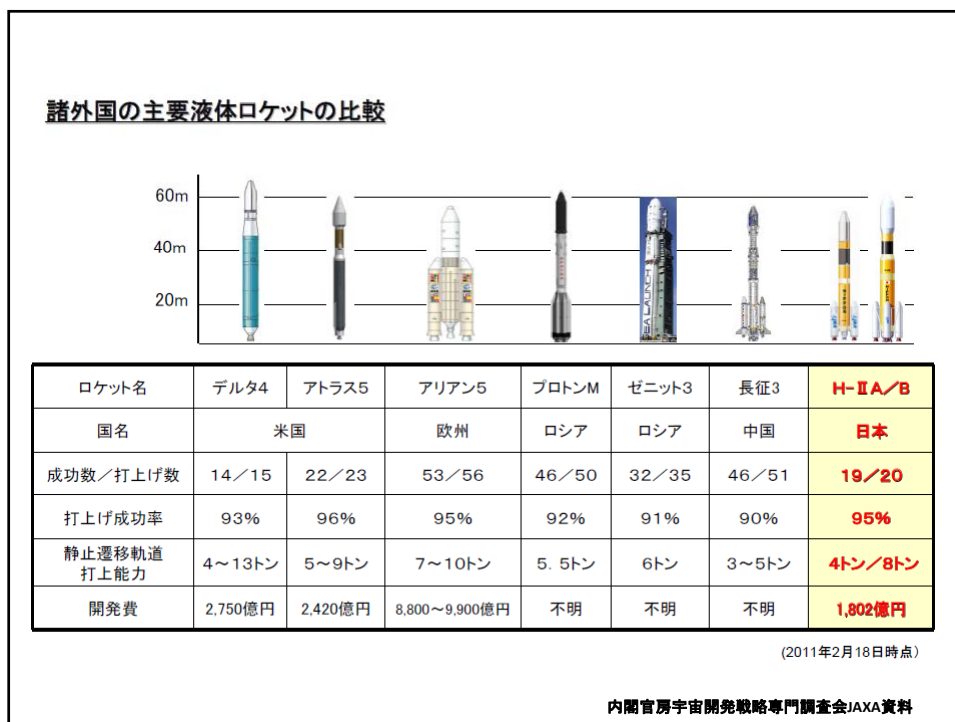 諸外国の主要液体ロケットの比較
60m
40m
20m
SEA LAUNCH
ロケット名 デルタ4 アトラス5 アリアン5 プロトンM ゼニット3 長征3 H-ⅡA/B
国名 米国 欧州 ロシア ロシア 中国 日本
成功数/打上げ数 14/15 22/23 53/56 46/50 32/35 46/51 19/20
打上げ成功率 93% 96% 95% 92% 91% 90% 95%
静止遷移軌道
打上能力 4~13トン 5~9トン 7~10トン 5.5トン 6トン 3~5トン 4トン/8トン
開発費 2,750億円 2,420億円 8,800~9,900億円 不明 不明 不明 1,802億円
(2011年2月18日時点)
内閣官房宇宙開発戦略専門調査会JAXA資料